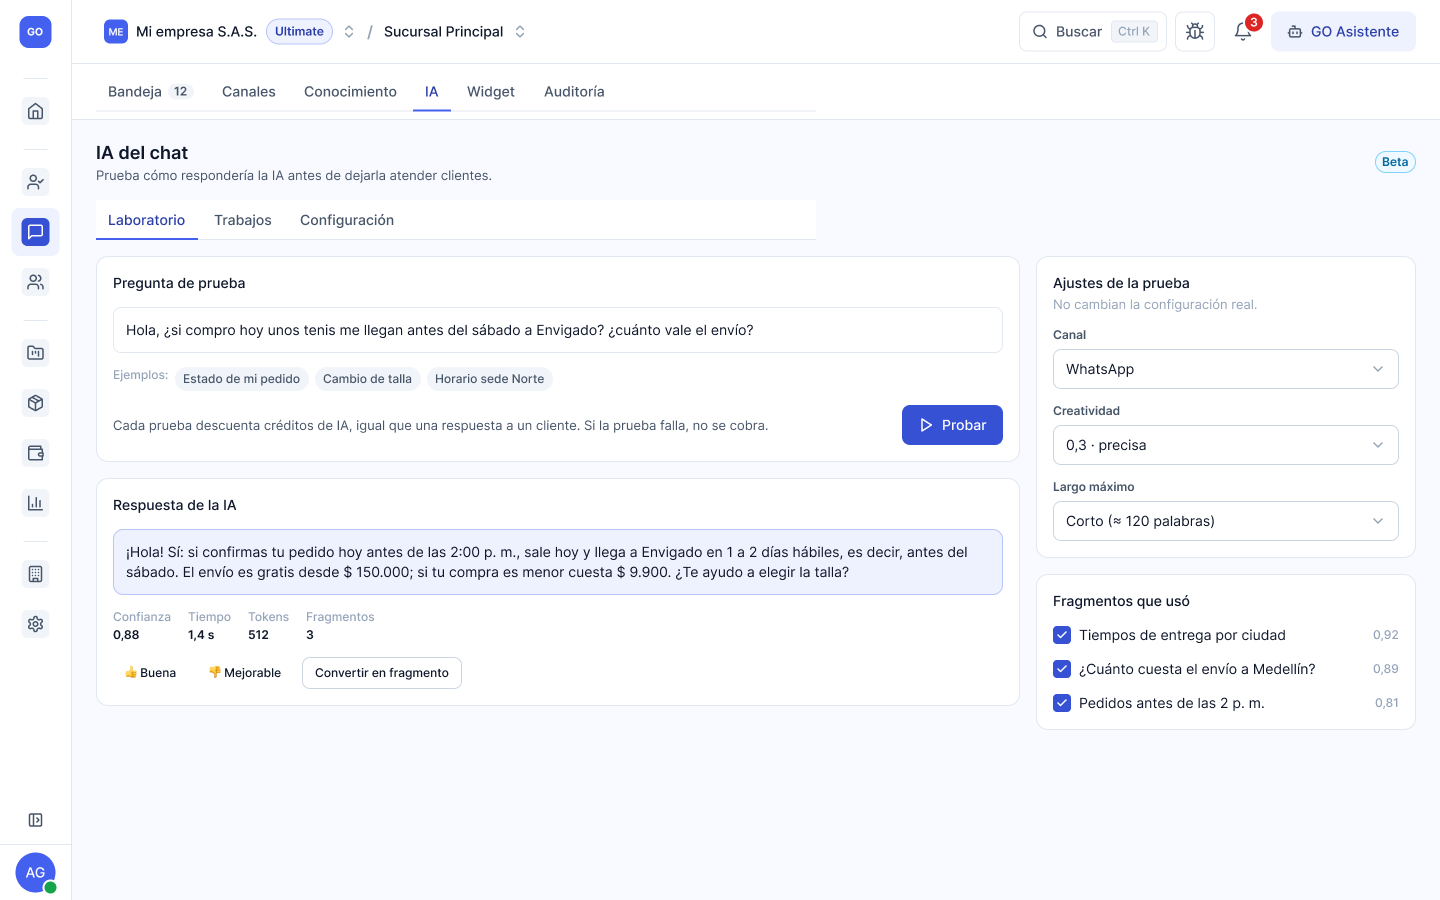 GO
ME Mi empresa S.A.S. Ultimate / Sucursal Principal
Buscar Ctrl K
3
GO Asistente
Bandeja 12 Canales Conocimiento IA Widget Auditoría
IA del chat
Prueba cómo respondería la IA antes de dejarla atender clientes.
Beta
Laboratorio Trabajos Configuración
Pregunta de prueba
Hola, ¿si compro hoy unos tenis me llegan antes del sábado a Envigado? ¿cuánto vale el envío?
Ejemplos: Estado de mi pedido Cambio de talla Horario sede Norte
Cada prueba descuenta créditos de IA, igual que una respuesta a un cliente. Si la prueba falla, no se cobra.
Probar
Respuesta de la IA
¡Hola! Sí: si confirmas tu pedido hoy antes de las 2:00 p. m., sale hoy y llega a Envigado en 1 a 2 días hábiles, es decir, antes del
sábado. El envío es gratis desde $ 150.000; si tu compra es menor cuesta $ 9.900. ¿Te ayudo a elegir la talla?
Confianza Tiempo Tokens Fragmentos
0,88 1,4 s 512 3
👍 Buena 👎 Mejorable Convertir en fragmento
Ajustes de la prueba
No cambian la configuración real.
Canal
WhatsApp
Creatividad
0,3 · precisa
Largo máximo
Corto (≈ 120 palabras)
Fragmentos que usó
Tiempos de entrega por ciudad 0,92
¿Cuánto cuesta el envío a Medellín? 0,89
Pedidos antes de las 2 p. m. 0,81
AG